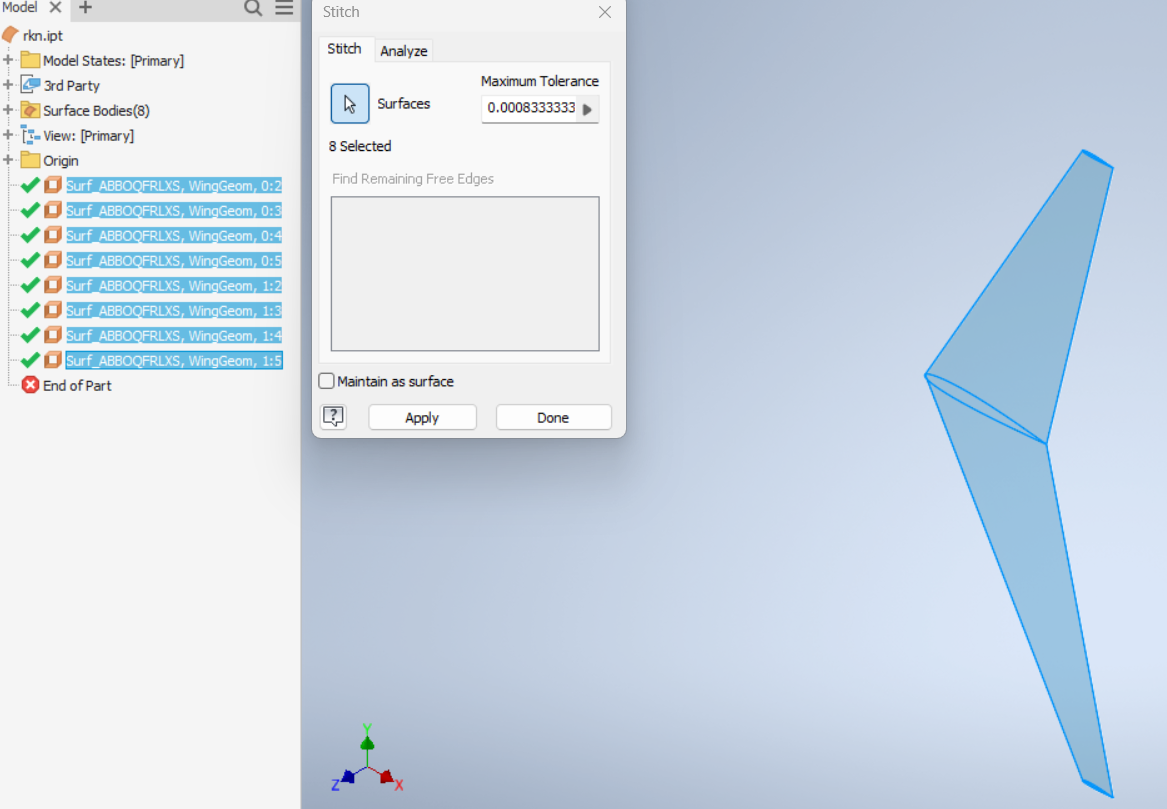 Model
rkn.ipt
Model States: [Primary]
3rd Party
Surface Bodies(8)
View: [Primary]
Origin
Surf_ABBOQFRLXS, WingGeom, 0:2
Surf_ABBOQFRLXS, WingGeom, 0:3
Surf_ABBOQFRLXS, WingGeom, 0:4
Surf_ABBOQFRLXS, WingGeom, 0:5
Surf_ABBOQFRLXS, WingGeom, 1:2
Surf_ABBOQFRLXS, WingGeom, 1:3
Surf_ABBOQFRLXS, WingGeom, 1:4
Surf_ABBOQFRLXS, WingGeom, 1:5
End of Part
Stitch
Stitch Analyze
Maximum Tolerance
Surfaces
0.0008333333
8 Selected
Find Remaining Free Edges
Maintain as surface
? Apply Done
Y
Z X